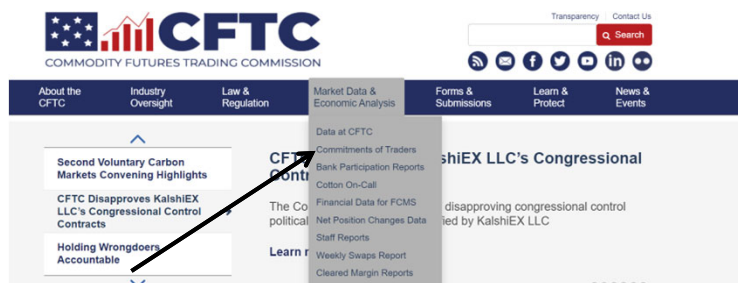 Transparency | Contact Us
CFTC
COMMODITY FUTURES TRADING COMMISSION
Search
About the
CFTC
Industry
Oversight
Law &
Regulation
Market Data &
Economic Analysis
Forms &
Submissions
Learn &
Protect
News &
Events
Data at CFTC
Commitments of Traders
Bank Participation Reports
Cotton On-Call
Financial Data for FCMS
Net Position Changes Data
Staff Reports
Weekly Swaps Report
Cleared Margin Reports
Second Voluntary Carbon
Markets Convening Highlights
CFTC Disapproves KalshiEX
LLC's Congressional Control
Contracts
Holding Wrongdoers
Accountable
shiEX LLC's Congressional
Contr
The Co disapproving congressional control
political ied by KalshiEX LLC
Learn